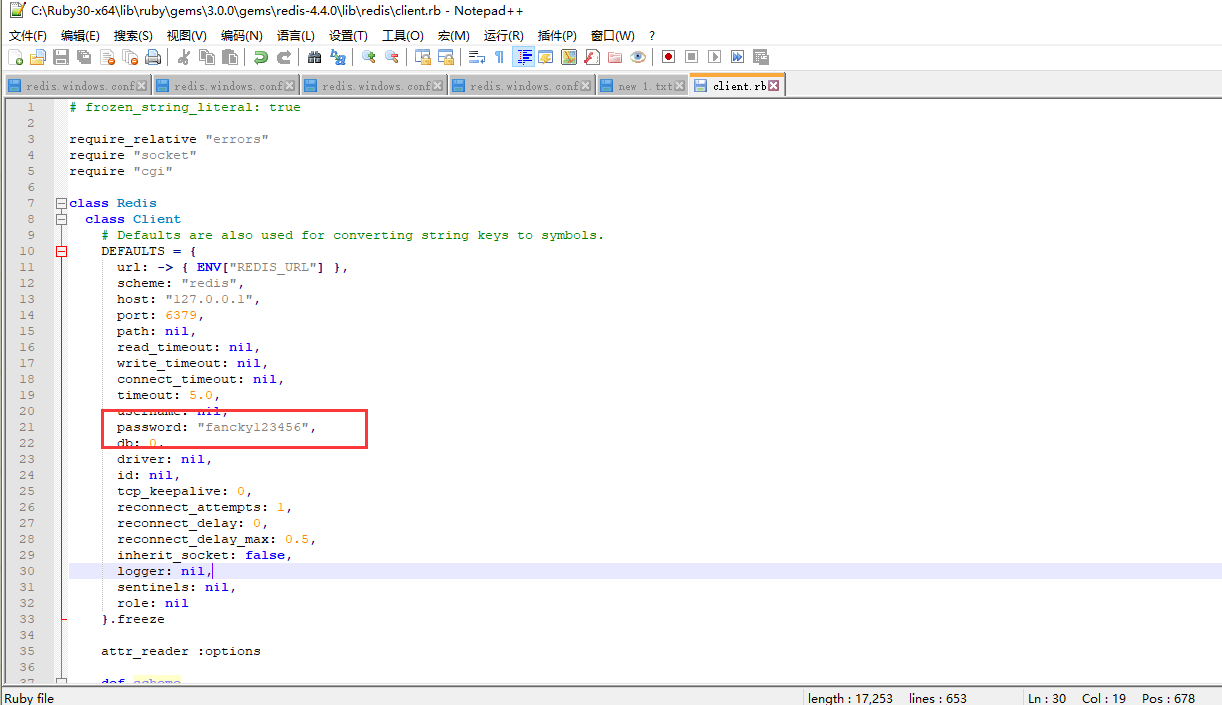 C:\Ruby30-x64\lib\ruby\gems\3.0.0\gems\redis-4.4.0\lib\redis\client.rb - Notepad++
文件(F) 编辑(E) 搜索(S) 视图(V) 编码(N) 语言(L) 设置(T) 工具(O) 宏(M) 运行(R) 插件(P) 窗口(W) ?
redis.windows.conf redis.windows.conf redis.windows.conf redis.windows.conf new 1.txt client.rb
1 # frozen_string_literal: true
2
3 require_relative "errors"
4 require "socket"
5 require "cgi"
6
7 class Redis
8 class Client
9 # Defaults are also used for converting string keys to symbols.
10 DEFAULTS = {
11 url: -> { ENV["REDIS_URL"] },
12 scheme: "redis",
13 host: "127.0.0.1",
14 port: 6379,
15 path: nil,
16 read_timeout: nil,
17 write_timeout: nil,
18 connect_timeout: nil,
19 timeout: 5.0,
20 username: nil,
21 password: "fancky123456",
22 db: 0,
23 driver: nil,
24 id: nil,
25 tcp_keepalive: 0,
26 reconnect_attempts: 1,
27 reconnect_delay: 0,
28 reconnect_delay_max: 0.5,
29 inherit_socket: false,
30 logger: nil,
31 sentinels: nil,
32 role: nil
33 }.freeze
34
35 attr_reader :options
36
37 def scheme
Ruby file length : 17,253 lines : 653 Ln : 30 Col : 19 Pos : 678